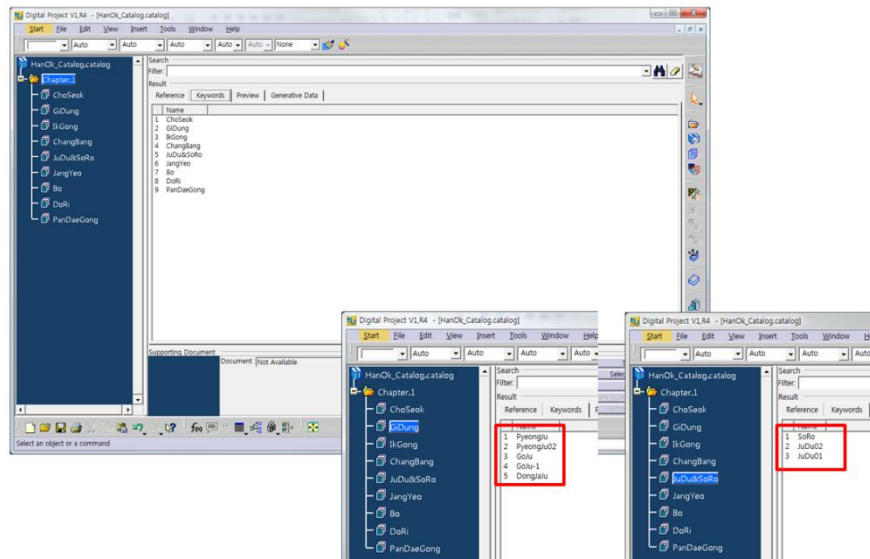 Digital Project V1,R4 - [HanOk_Catalog.catalog]
Start File Edit View Insert Tools Window Help
Auto Auto Auto Auto Auto None
HanOk_Catalog.catalog
Chapter.1
ChoSeok
GiDung
IkGong
ChangBang
JuDu&SoRo
JangYeo
Bo
DoRi
PanDaeGong
Search
Filter:
Result
Reference Keywords Preview Generative Data
Name
1 ChoSeok
2 GiDung
3 IkGong
4 ChangBang
5 JuDu&SoRo
6 JangYeo
7 Bo
8 DoRi
9 PanDaeGong
Supporting Document
Document: Not Available
Select an object or a command
Digital Project V1,R4 - [HanOk_Catalog.catalog]
Start File Edit View Insert Tools Window Help
Auto Auto Auto Auto
HanOk_Catalog.catalog
Chapter.1
ChoSeok
GiDung
IkGong
ChangBang
JuDu&SoRo
JangYeo
Bo
DoRi
PanDaeGong
Search
Filter:
Result
Reference Keywords
Name
1 PyeongJu
2 PyeongJu02
3 GoJu
4 GoJu-1
5 DongJaJu
Digital Project V1,R4 - [HanOk_Catalog.catalog]
Start File Edit View Insert Tools Window
Auto Auto Auto Auto
HanOk_Catalog.catalog
Chapter.1
ChoSeok
GiDung
IkGong
ChangBang
JuDu&SoRo
JangYeo
Bo
DoRi
PanDaeGong
Search
Filter:
Result
Reference Keywords
Name
1 SoRo
2 JuDu02
3 JuDu01